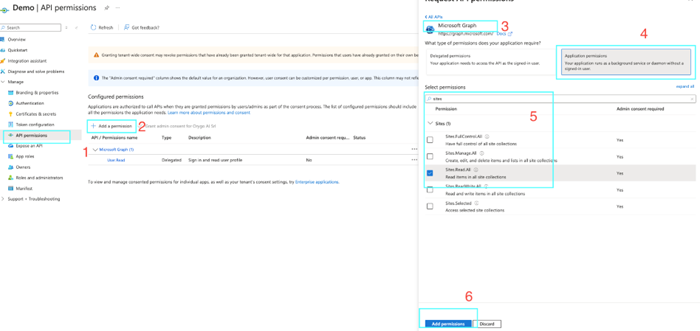 Demo | API permissions
Search
Refresh
Got feedback?
Overview
Quickstart
Integration assistant
Diagnose and solve problems
Manage
Branding & properties
Authentication
Certificates & secrets
Token configuration
API permissions
Expose an API
App roles
Owners
Roles and administrators
Manifest
Support + Troubleshooting
Granting tenant-wide consent may revoke permissions that have already been granted tenant-wide for that application. Permissions that users have already granted on their own be
The "Admin consent required" column shows the default value for an organization. However, user consent can be customized per permission, user, or app. This column may not refl
Configured permissions
Applications are authorized to call APIs when they are granted permissions by users/admins as part of the consent process. The list of configured permissions should include
all the permissions the application needs. Learn more about permissions and consent
Add a permission
2
admin consent for
API / Permissions name
Type
Description
Admin consent requ...
Status
1
Microsoft Graph (1)
User.Read
Delegated
Sign in and read user profile
No
To view and manage consented permissions for individual apps, as well as your tenant's consent settings, try Enterprise applications.
Request API permissions
All APIs
Microsoft Graph
3
https://graph.microsoft.com/
Docs
What type of permissions does your application require?
4
Delegated permissions
Your application needs to access the API as the signed-in user.
Application permissions
Your application runs as a background service or daemon without a
signed-in user.
Select permissions
expand all
sites
Permission
Admin consent required
5
Sites (1)
Sites.FullControl.All
Have full control of all site collections
Yes
Sites.Manage.All
Create, edit, and delete items and lists in all site collections
Yes
Sites.Read.All
Read items in all site collections
Yes
Sites.ReadWrite.All
Read and write items in all site collections
Yes
Sites.Selected
Access selected site collections
Yes
6
Add permissions
Discard